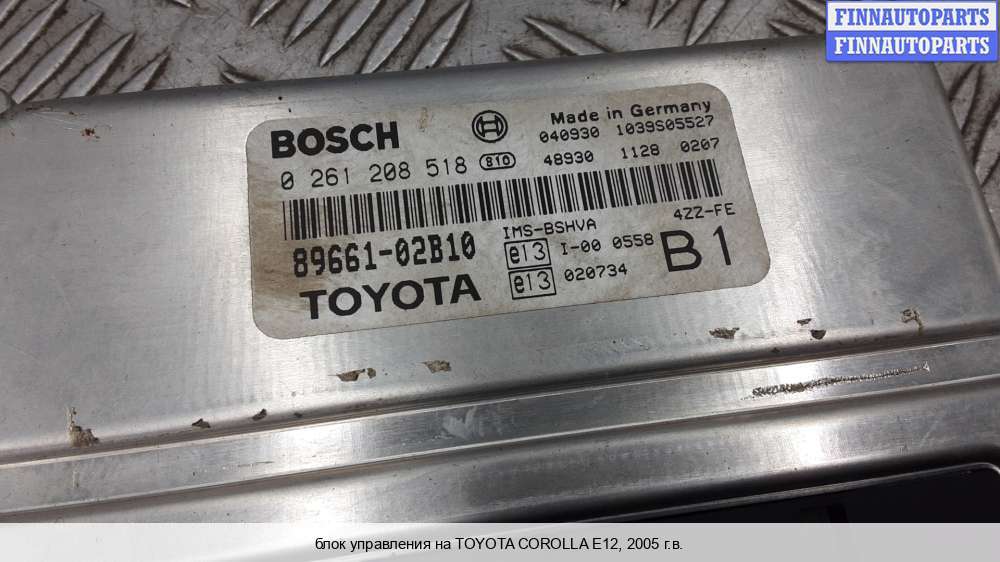 FINNAUTOPARTS
FINNAUTOPARTS
BOSCH
Made in Germany
040930 1039S05527
0 261 208 518 810 48930 1128 0207
IMS-BSHVA 4ZZ-FE
89661-02B10 e13 I-00 0558 B1
TOYOTA e13 020734
блок управления на TOYOTA COROLLA E12, 2005 г.в.